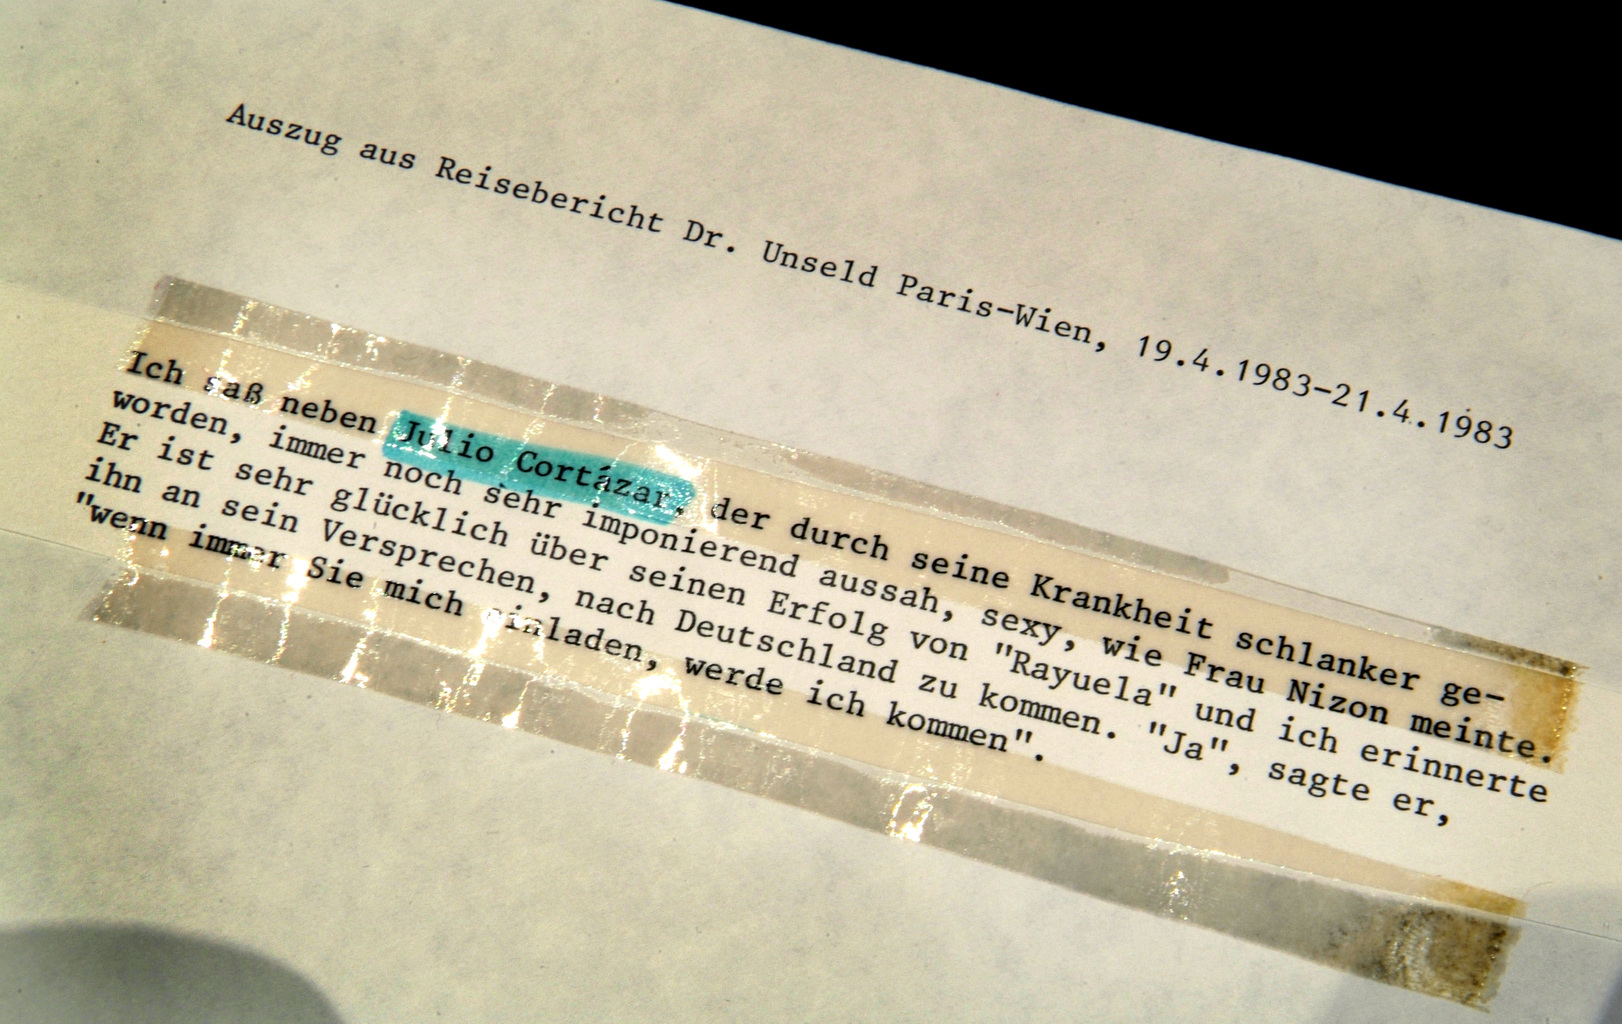 Auszug aus Reisebericht Dr. Unseld Paris-Wien, 19.4.1983-21.4.1983
Ich saß neben Julio Cortázar, der durch seine Krankheit schlanker ge-
worden, immer noch sehr imponierend aussah, sexy, wie Frau Nizon meinte.
Er ist sehr glücklich über seinen Erfolg von "Rayuela" und ich erinnerte
ihn an sein Versprechen, nach Deutschland zu kommen. "Ja", sagte er,
"wenn immer Sie mich einladen, werde ich kommen".